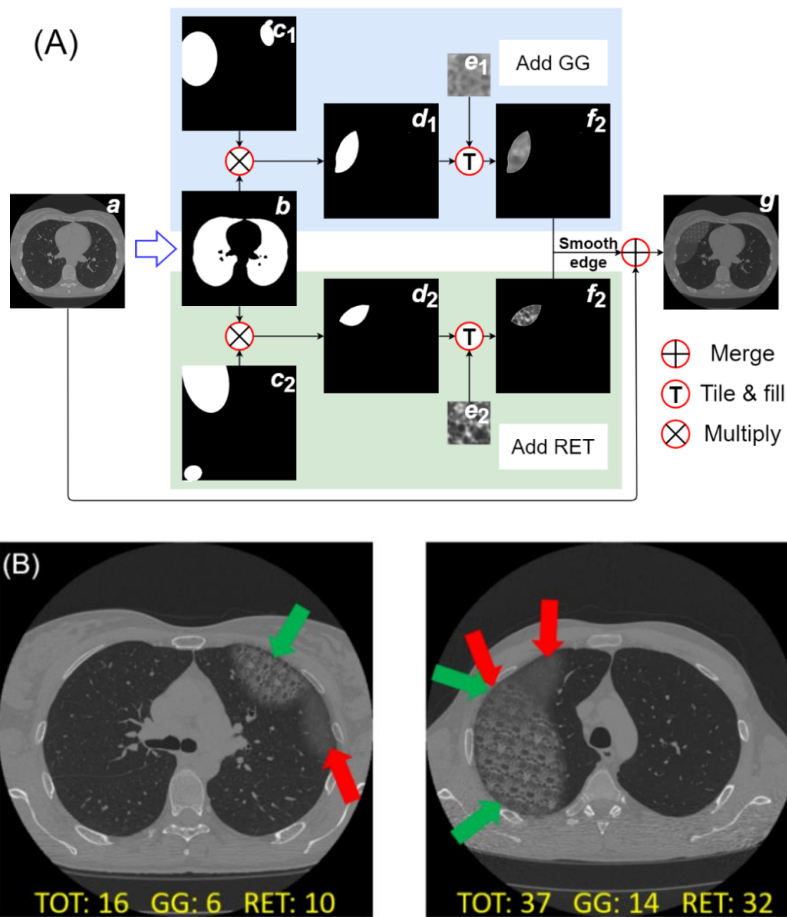 (A)
c1
e1
Add GG
d1
f2
T
a
b
g
Smooth
edge
d2
f2
T
Merge
c2
T Tile & fill
e2
Add RET
Multiply
(B)
TOT: 16 GG: 6 RET: 10
TOT: 37 GG: 14 RET: 32